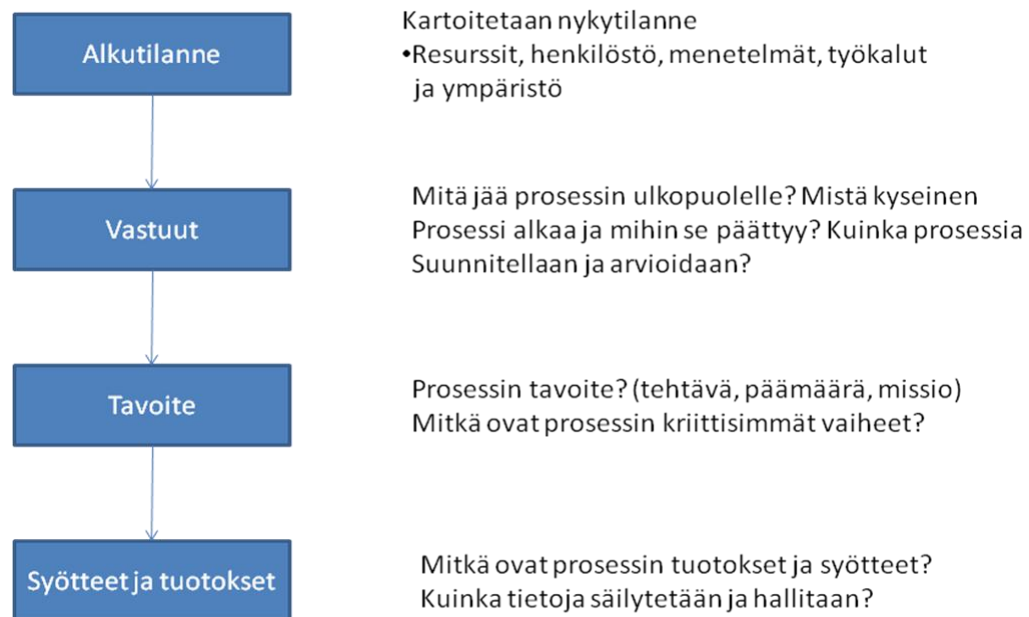 Alkutilanne
Kartoitetaan nykytilanne
•Resurssit, henkilöstö, menetelmät, työkalut
ja ympäristö
Vastuut
Mitä jää prosessin ulkopuolelle? Mistä kyseinen
Prosessi alkaa ja mihin se päättyy? Kuinka prosessia
Suunnitellaan ja arvioidaan?
Tavoite
Prosessin tavoite? (tehtävä, päämäärä, missio)
Mitkä ovat prosessin kriittisimmät vaiheet?
Syötteet ja tuotokset
Mitkä ovat prosessin tuotokset ja syötteet?
Kuinka tietoja säilytetään ja hallitaan?